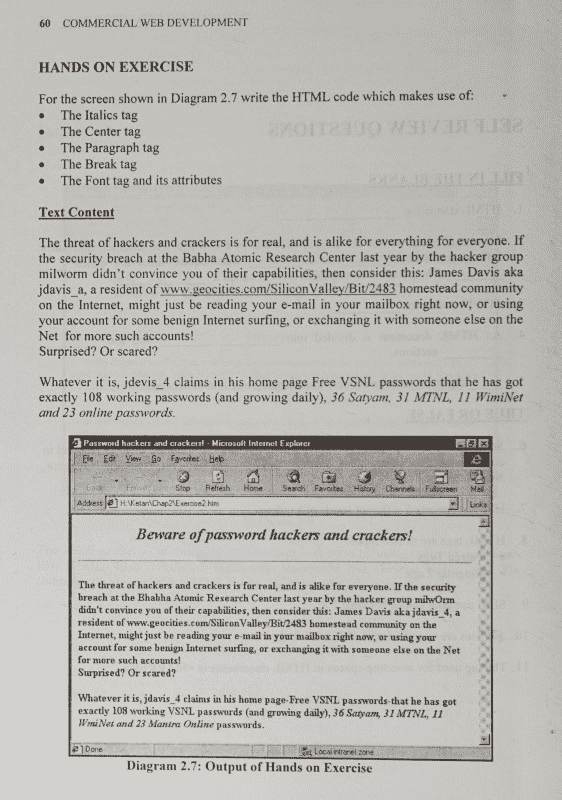 60 COMMERCIAL WEB DEVELOPMENT
HANDS ON EXERCISE
For the screen shown in Diagram 2.7 write the HTML code which makes use of:
• The Italics tag
• The Center tag
• The Paragraph tag
• The Break tag
• The Font tag and its attributes
Text Content
The threat of hackers and crackers is for real, and is alike for everything for everyone. If
the security breach at the Babha Atomic Research Center last year by the hacker group
milworm didn't convince you of their capabilities, then consider this: James Davis aka
jdavis_a, a resident of www.geocities.com/SiliconValley/Bit/2483 homestead community
on the Internet, might just be reading your e-mail in your mailbox right now, or using
your account for some benign Internet surfing, or exchanging it with someone else on the
Net for more such accounts!
Surprised? Or scared?
Whatever it is, jdevis_4 claims in his home page Free VSNL passwords that he has got
exactly 108 working passwords (and growing daily), 36 Satyam, 31 MTNL, 11 WimiNet
and 23 online passwords.
Password hackers and crackers! - Microsoft Internet Explorer
File Edit View Go Favorites Help
Stop Refresh Home Search Favorites History Channels Fullscreen Mail
Address H:\Ketan\Chap2\Exercise2.htm Links
Beware of password hackers and crackers!
The threat of hackers and crackers is for real, and is alike for everyone. If the security
breach at the Bhabha Atomic Research Center last year by the hacker group milwOrm
didn't convince you of their capabilities, then consider this: James Davis aka jdavis_4, a
resident of www.geocities.com/SiliconValley/Bit/2483 homestead community on the
Internet, might just be reading your e-mail in your mailbox right now, or using your
account for some benign Internet surfing, or exchanging it with someone else on the Net
for more such accounts!
Surprised? Or scared?
Whatever it is, jdavis_4 claims in his home page-Free VSNL passwords-that he has got
exactly 108 working VSNL passwords (and growing daily), 36 Satyam, 31 MTNL, 11
WmiNet and 23 Mantra Online passwords.
Done Local intranet zone
Diagram 2.7: Output of Hands on Exercise